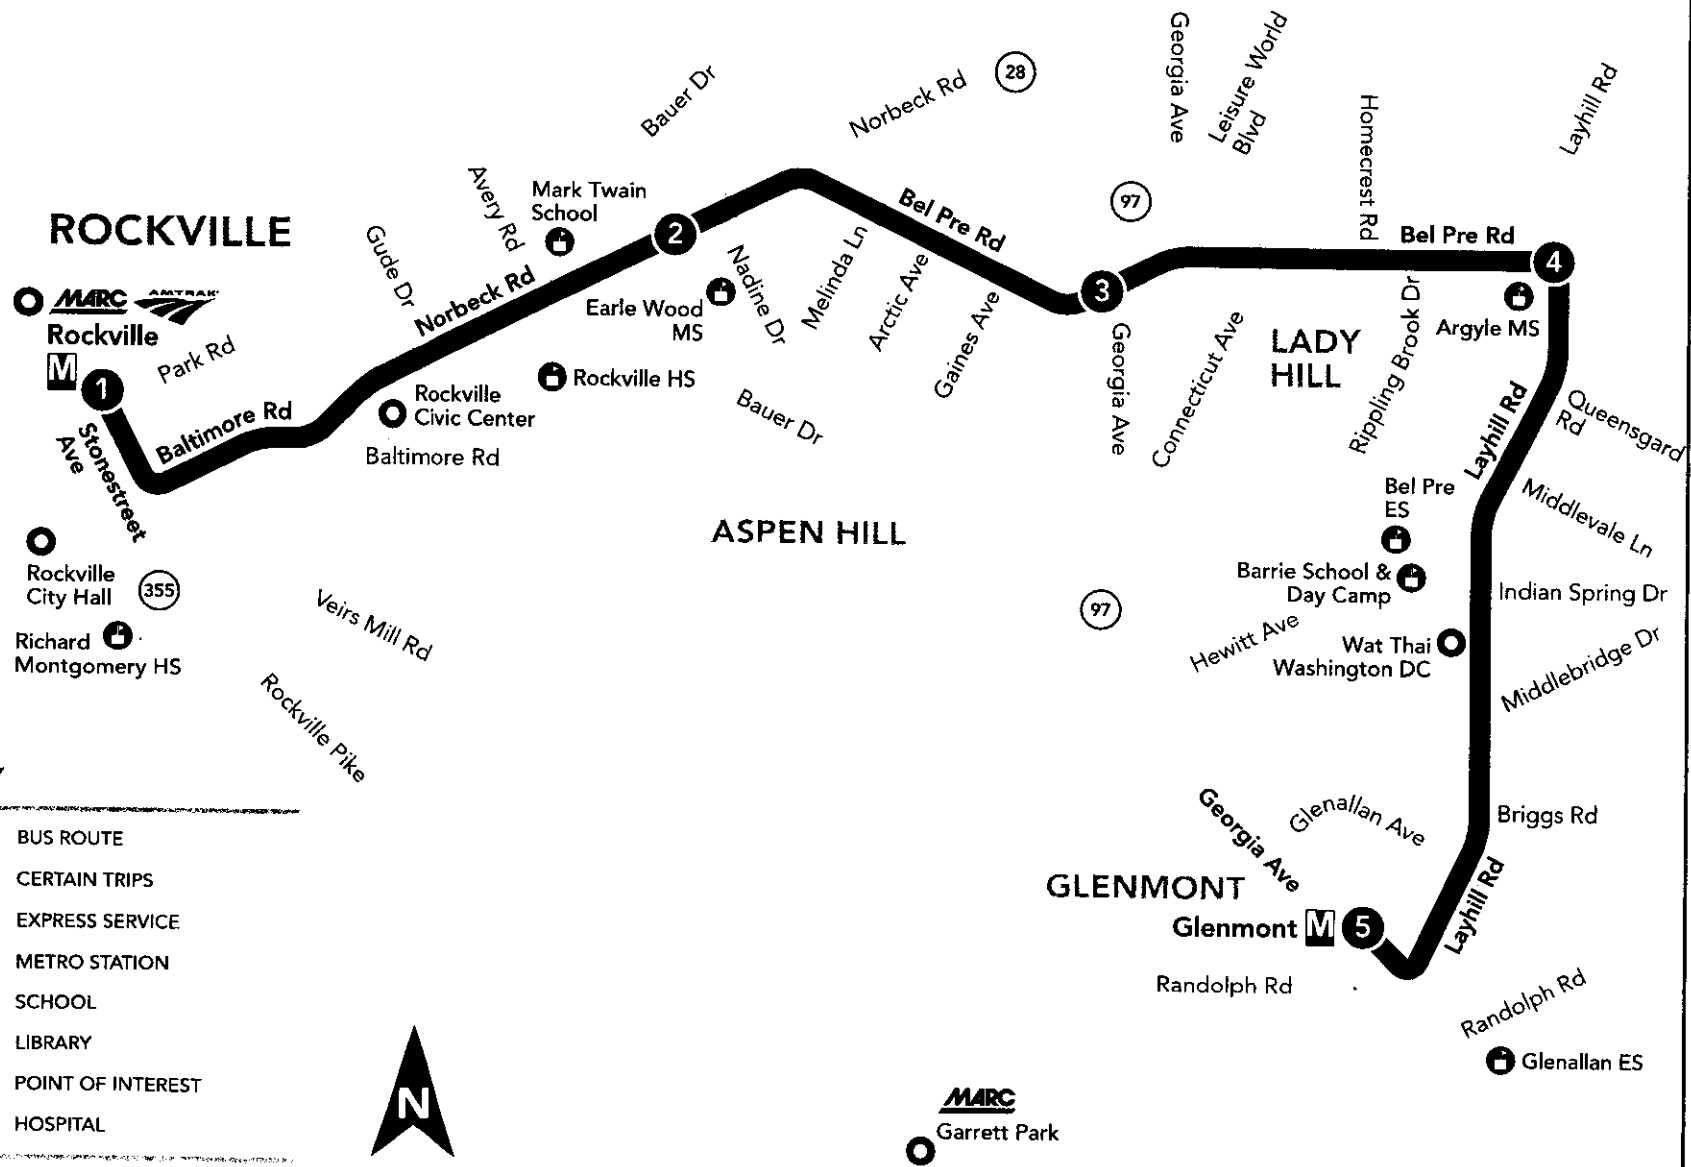 Georgia Ave
Leisure World
Blvd
28
Bauer Dr
Norbeck Rd
Homecrest Rd
Layhill Rd
Avery Rd
Mark Twain
School
97
ROCKVILLE
Gude Dr
2
Bel Pre Rd
Bel Pre Rd
4
Norbeck Rd
Nadine Dr
Melinda Ln
Arctic Ave
Gaines Ave
3
MARC
AMTRAK
Rockville
M
1
Park Rd
Earle Wood
MS
Rockville HS
Georgia Ave
Connecticut Ave
LADY
HILL
Rippling Brook Dr
Argyle MS
Rockville
Civic Center
Bauer Dr
Layhill Rd
Queensgard
Rd
Stonestreet
Ave
Baltimore Rd
Baltimore Rd
Bel Pre
ES
Middlevale Ln
ASPEN HILL
Rockville
City Hall
355
Barrie School &
Day Camp
Indian Spring Dr
97
Richard
Montgomery HS
Veirs Mill Rd
Hewitt Ave
Wat Thai
Washington DC
Middlebridge Dr
Rockville Pike
Georgia Ave
Glenallan Ave
Briggs Rd
BUS ROUTE
CERTAIN TRIPS
EXPRESS SERVICE
METRO STATION
SCHOOL
LIBRARY
POINT OF INTEREST
HOSPITAL
GLENMONT
Glenmont
M
5
Layhill Rd
Randolph Rd
Randolph Rd
Glenallan ES
N
MARC
Garrett Park